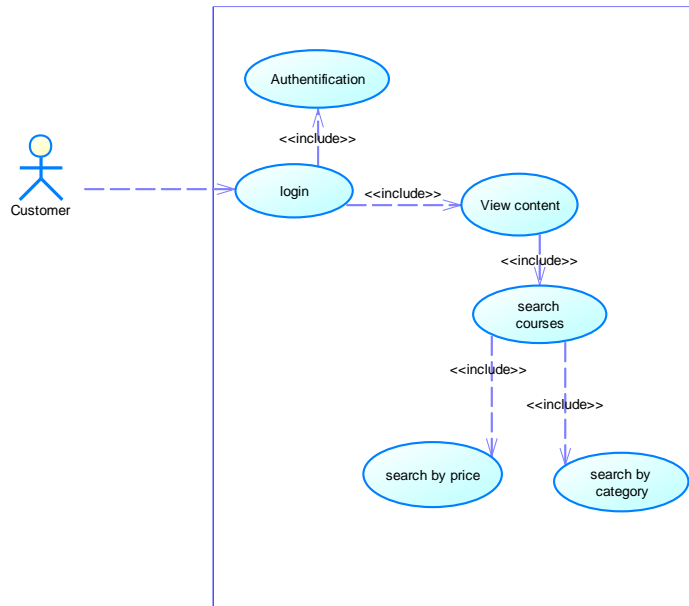 Authentification
<<include>>
login
<<include>>
Customer
View content
<<include>>
search
courses
<<include>>
<<include>>
search by price
search by
category